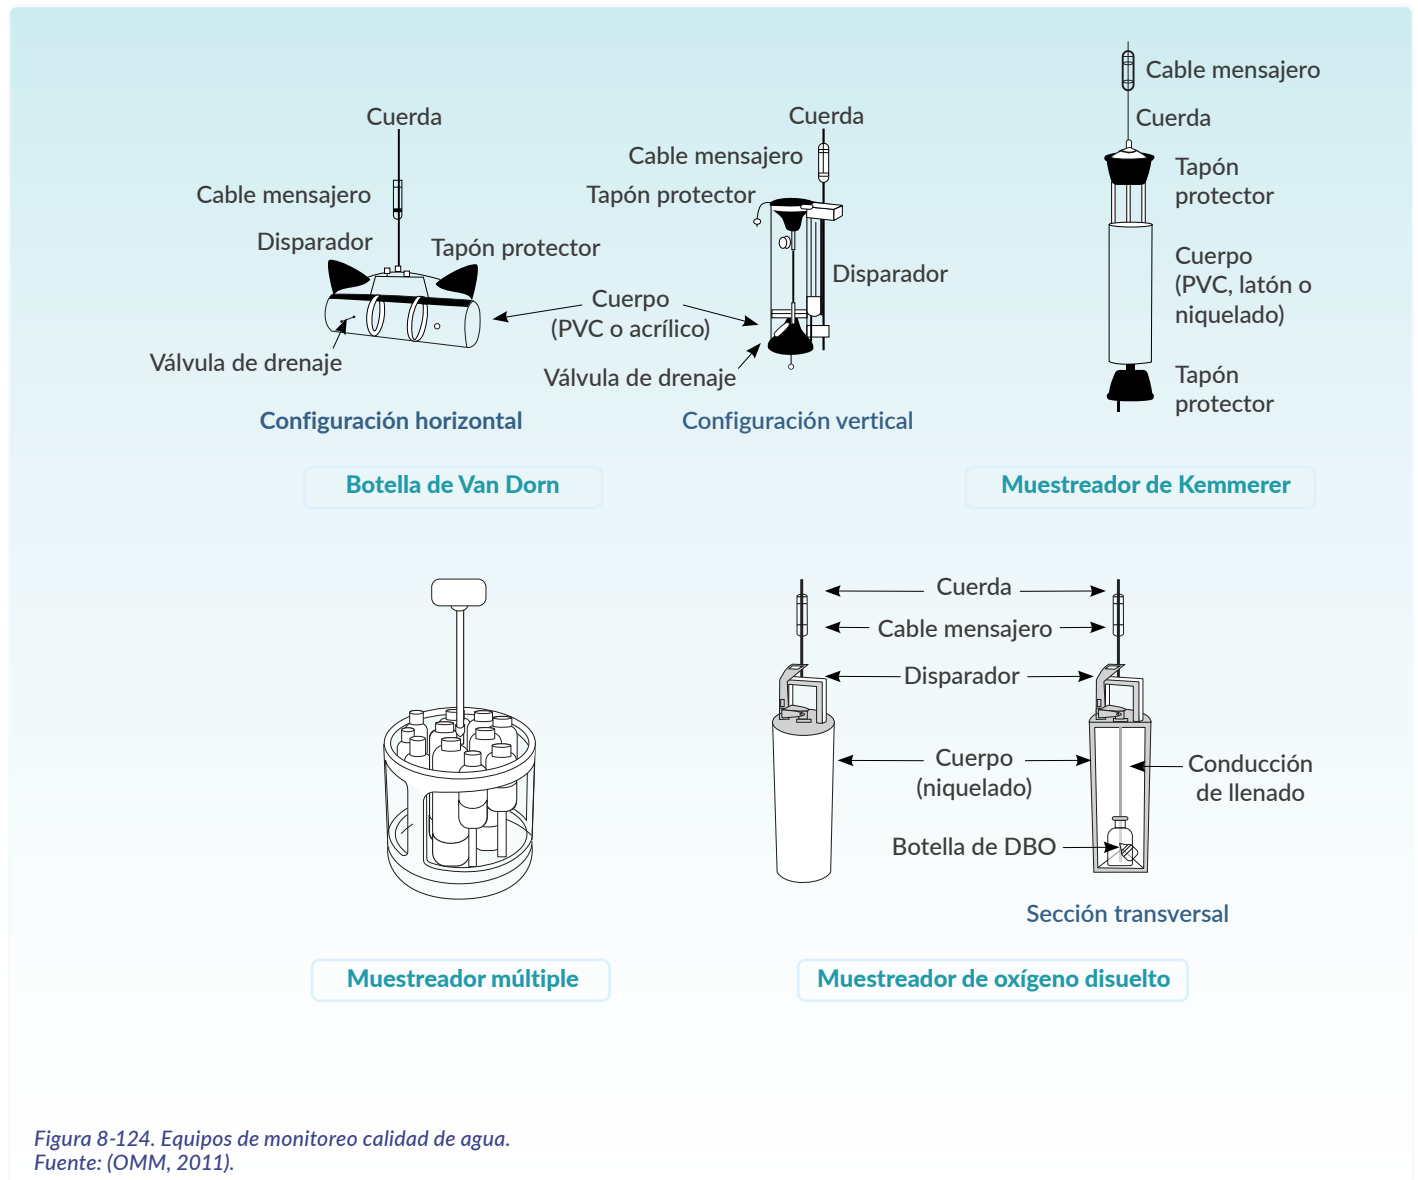 Cuerda
Cable mensajero
Disparador
Tapón protector
Válvula de drenaje
Cuerpo
(PVC o acrílico)
Configuración horizontal
Cuerda
Cable mensajero
Tapón protector
Disparador
Válvula de drenaje
Configuración vertical
Botella de Van Dorn
Cable mensajero
Cuerda
Tapón
protector
Cuerpo
(PVC, latón o
niquelado)
Tapón
protector
Muestreador de Kemmerer
Muestreador múltiple
Cuerda
Cable mensajero
Disparador
Cuerpo
(niquelado)
Conducción
de llenado
Botella de DBO
Sección transversal
Muestreador de oxígeno disuelto
Figura 8-124. Equipos de monitoreo calidad de agua.
Fuente: (OMM, 2011).